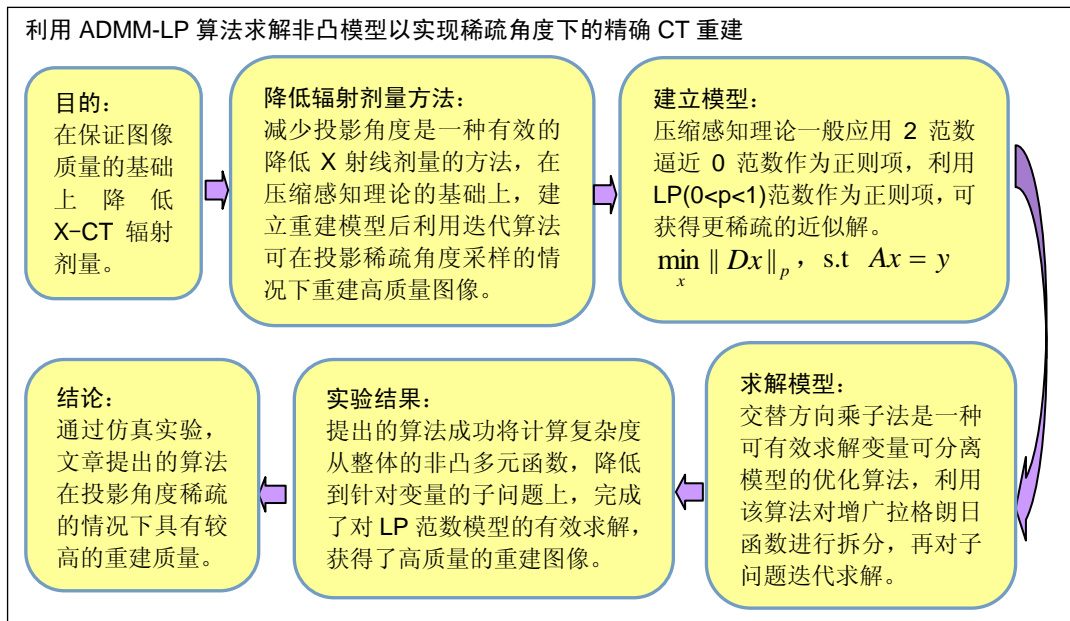 利用 ADMM-LP 算法求解非凸模型以实现稀疏角度下的精确 CT 重建
目的：
在保证图像
质量的基础
上降低
X-CT 辐射
剂量。
降低辐射剂量方法：
减少投影角度是一种有效的
降低 X 射线剂量的方法，在
压缩感知理论的基础上，建
立重建模型后利用迭代算法
可在投影稀疏角度采样的情
况下重建高质量图像。
建立模型：
压缩感知理论一般应用 2 范数
逼近 0 范数作为正则项，利用
LP(0<p<1)范数作为正则项，可
获得更稀疏的近似解。
min_x || Dx ||_p ， s.t Ax = y
求解模型：
交替方向乘子法是一种
可有效求解变量可分离
模型的优化算法，利用
该算法对增广拉格朗日
函数进行拆分，再对子
问题迭代求解。
实验结果：
提出的算法成功将计算复杂度
从整体的非凸多元函数，降低
到针对变量的子问题上，完成
了对 LP 范数模型的有效求解，
获得了高质量的重建图像。
结论：
通过仿真实验，
文章提出的算法
在投影角度稀疏
的情况下具有较
高的重建质量。